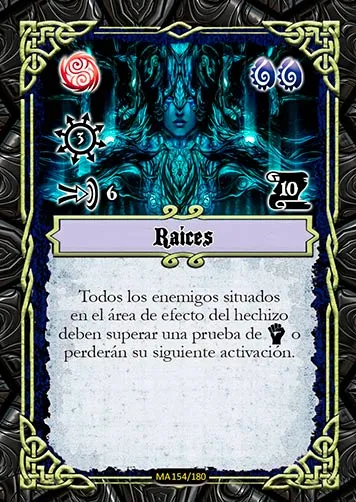 3
6
10
Raíces
Todos los enemigos situados
en el área de efecto del hechizo
deben superar una prueba de o
perderán su siguiente activación.
MA154/180